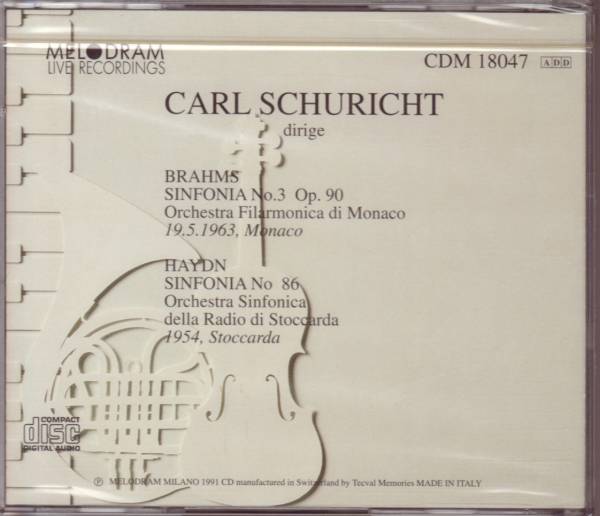 MELODRAM
LIVE RECORDINGS
CDM 18047 ADD
CARL SCHURICHT
dirige
BRAHMS
SINFONIA No.3 Op. 90
Orchestra Filarmonica di Monaco
19.5.1963, Monaco
HAYDN
SINFONIA No 86
Orchestra Sinfonica
della Radio di Stoccarda
1954, Stoccarda
COMPACT
disc
DIGITAL AUDIO
Ⓟ MELODRAM MILANO 1991 CD manufactured in Switzerland by Tecval Memories MADE IN ITALY